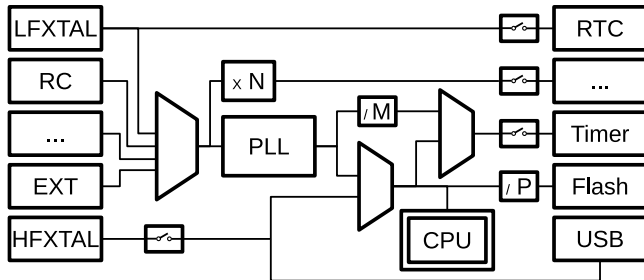 LFXTAL
RTC
RC
x N
...
...
PLL
/ M
Timer
EXT
/ P
Flash
HFXTAL
CPU
USB